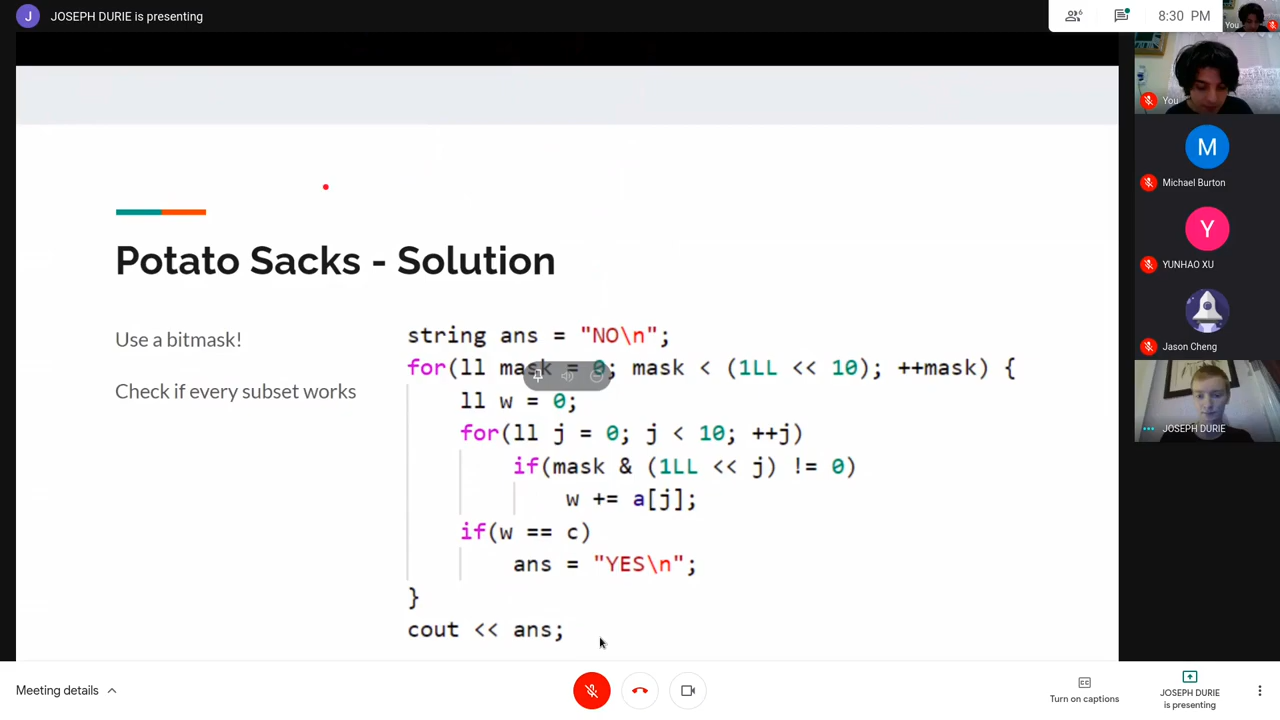 J JOSEPH DURIE is presenting
6
8:30 PM
You
You
M
Michael Burton
Y
YUNHAO XU
Jason Cheng
JOSEPH DURIE
Potato Sacks - Solution
Use a bitmask!
Check if every subset works
string ans = "NO\n";
for(ll mask = 0; mask < (1LL << 10); ++mask) {
ll w = 0;
for(ll j = 0; j < 10; ++j)
if(mask & (1LL << j) != 0)
w += a[j];
if(w == c)
ans = "YES\n";
}
cout << ans;
Meeting details
CC
Turn on captions
JOSEPH DURIE
is presenting